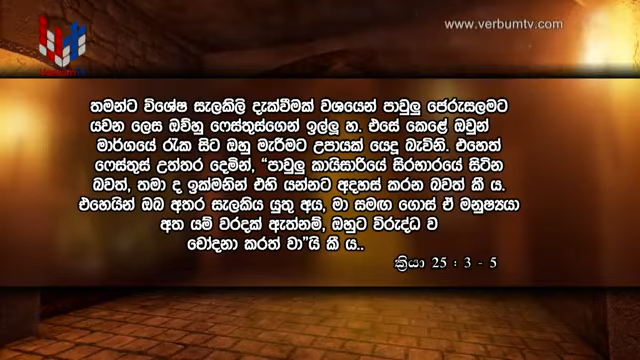 www.verbumtv.com
VerbumTV
තමන්ට විශේෂ සැලකිලි දැක්වීමක් වශයෙන් පාවුලු ජෙරුසලමට
යවන ලෙස ඔව්හු ෆෙස්තුස්ගෙන් ඉල්ලූ හ. එසේ කෙළේ ඔවුන්
මාර්ගයේ රැක සිට ඔහු මැරීමට උපායක් යෙදූ බැවිනි. එහෙත්
ෆෙස්තුස් උත්තර දෙමින්, “පාවුලු කායිසාරියේ සිරභාරයේ සිටින
බවත්, තමා ද ඉක්මනින් එහි යන්නට අදහස් කරන බවත් කී ය.
එහෙයින් ඔබ අතර සැලකිය යුතු අය, මා සමඟ ගොස් ඒ මනුෂ්‍යයා
අත යම් වරදක් ඇත්නම්, ඔහුට විරුද්ධ ව
චෝදනා කරත් වා”යි කී ය..
ක්‍රියා 25 : 3 - 5